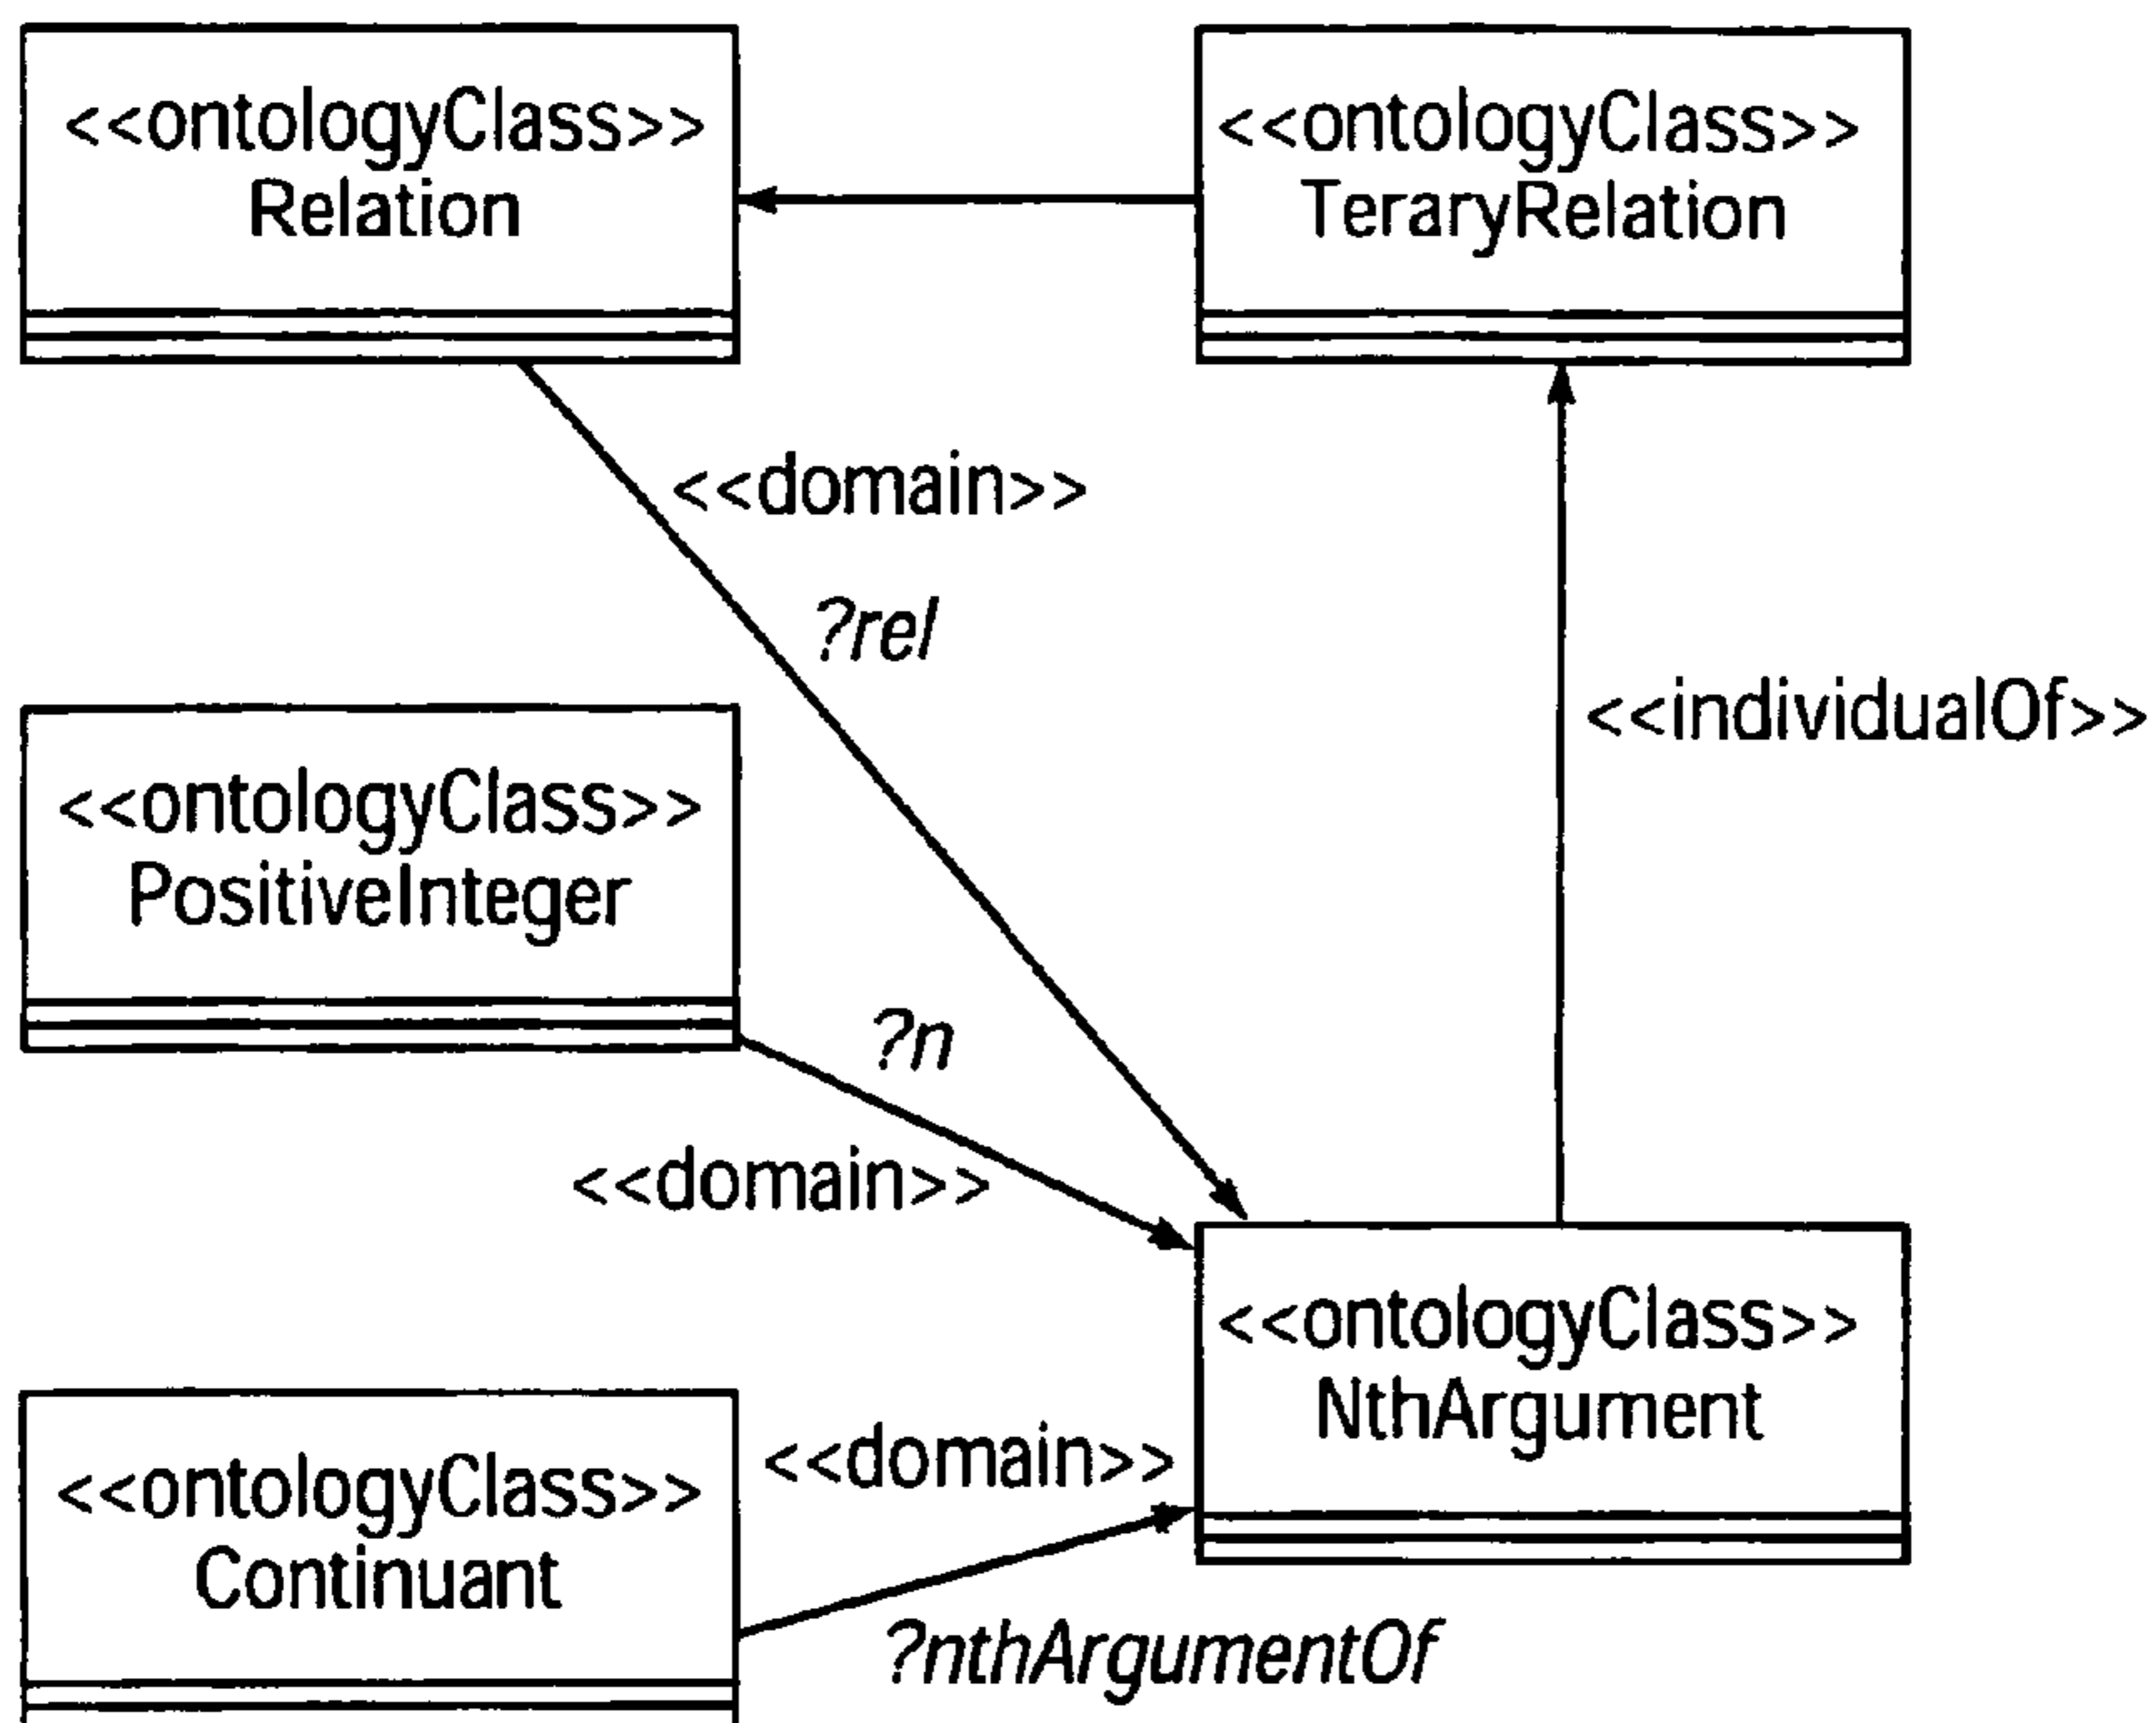 <<ontologyClass>>
Relation
<<ontologyClass>>
TeraryRelation
<<domain>>
?rel
<<individualOf>>
<<ontologyClass>>
PositiveInteger
?n
<<domain>>
<<ontologyClass>>
NthArgument
<<domain>>
<<ontologyClass>>
Continuant
?nthArgumentOf